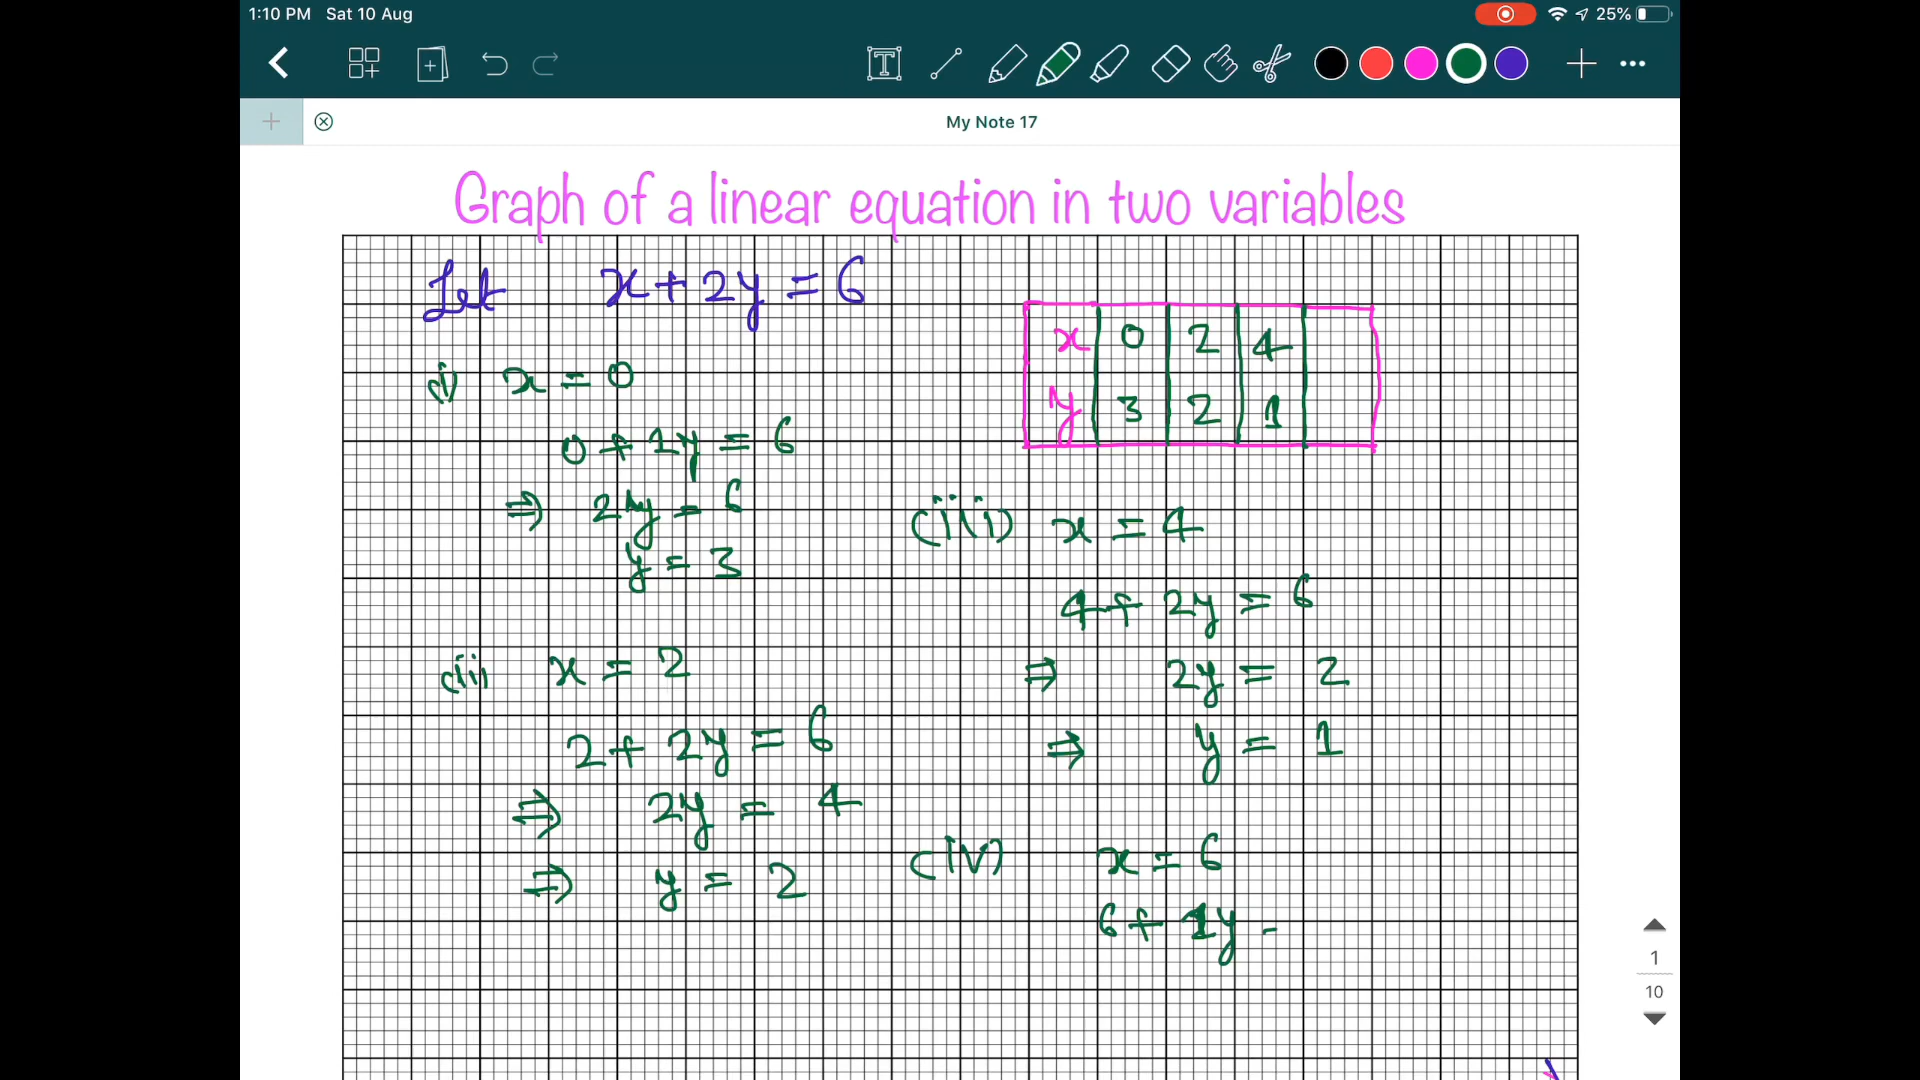 1:10 PM Sat 10 Aug
25%
T
My Note 17
Graph of a linear equation in two variables
Let x + 2y = 6
x 0 2 4
y 3 2 1
(i) x = 0
0 + 2y = 6
⇒ 2y = 6
y = 3
(ii) x = 2
2 + 2y = 6
⇒ 2y = 4
⇒ y = 2
(iii) x = 4
4 + 2y = 6
⇒ 2y = 2
⇒ y = 1
(iv) x = 6
6 + 2y =
1
10